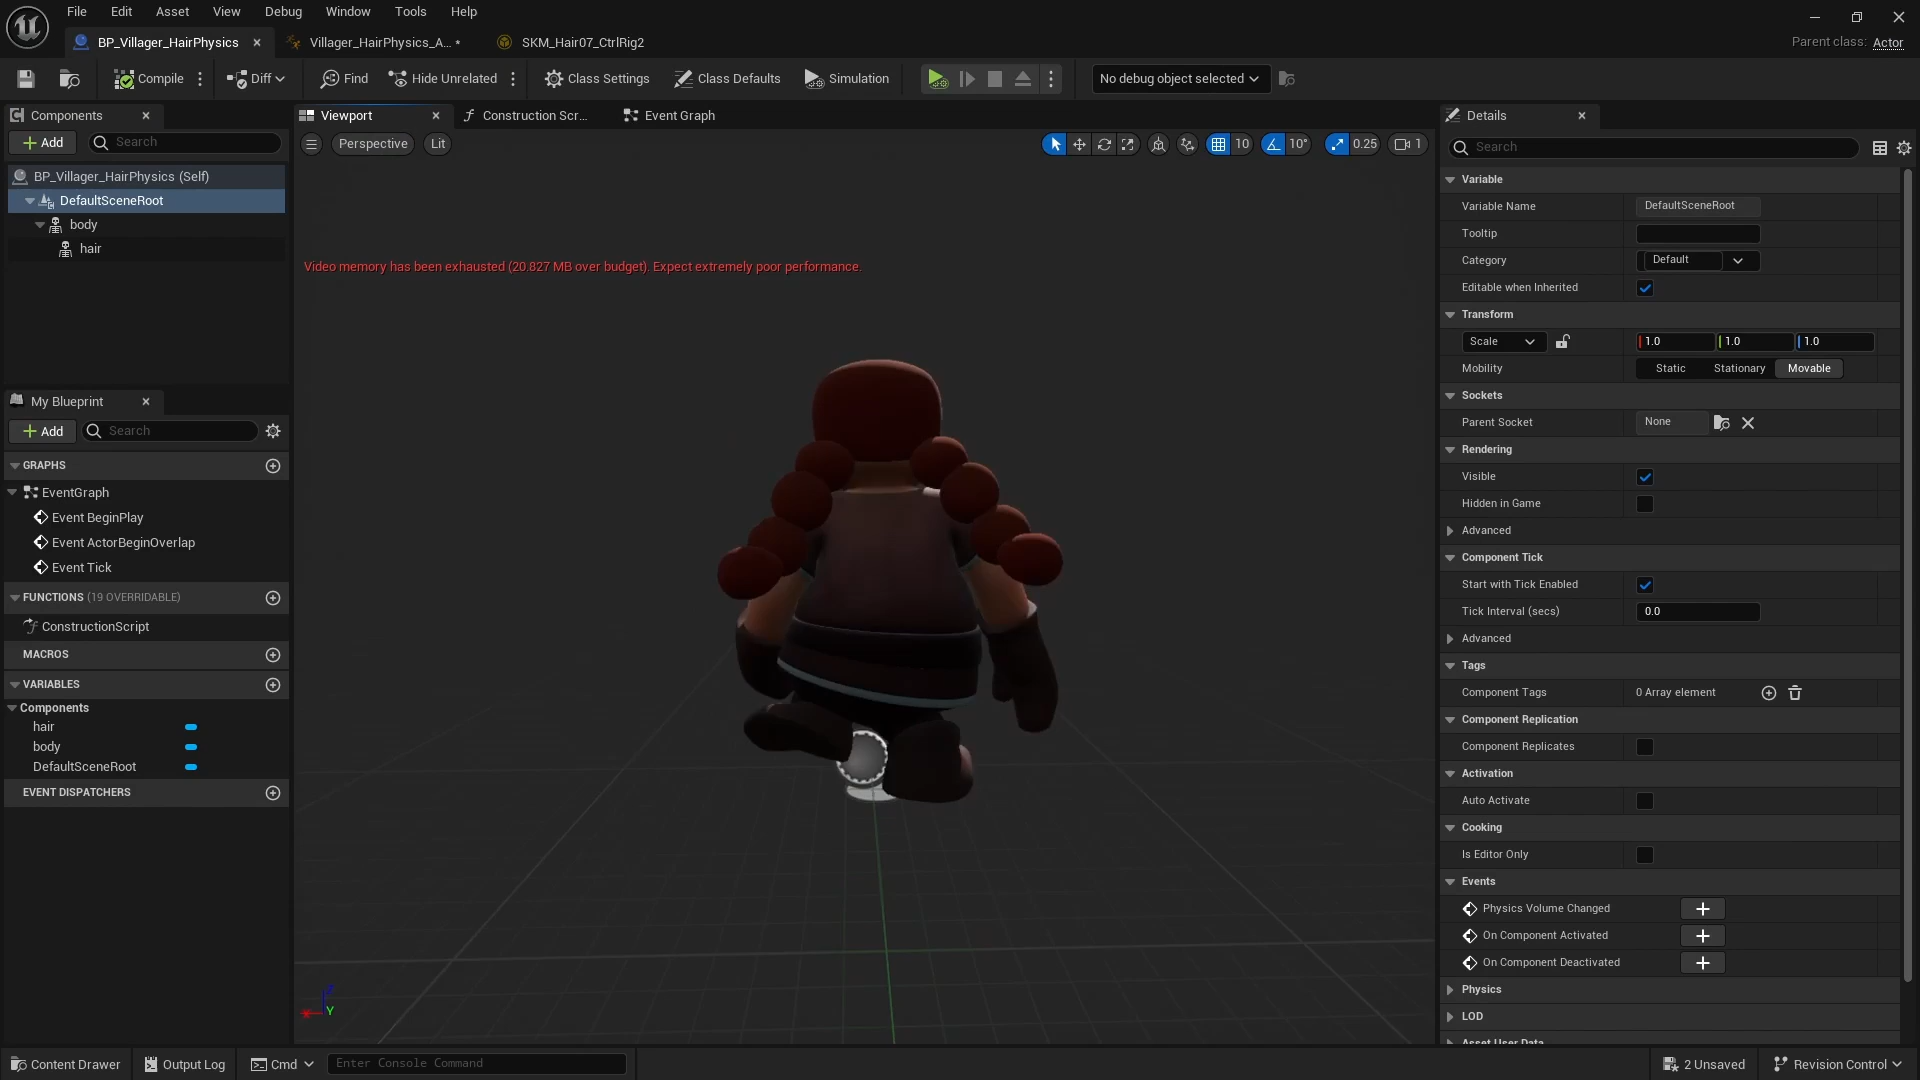 File Edit Asset View Debug Window Tools Help
BP_Villager_HairPhysics Villager_HairPhysics_A... • SKM_Hair07_CtrlRig2
Parent class: Actor
Compile Diff Find Hide Unrelated Class Settings Class Defaults Simulation No debug object selected
Components
Add Search
BP_Villager_HairPhysics (Self)
DefaultSceneRoot
body
hair
My Blueprint
Add Search
GRAPHS
EventGraph
Event BeginPlay
Event ActorBeginOverlap
Event Tick
FUNCTIONS (19 OVERRIDABLE)
ConstructionScript
MACROS
VARIABLES
Components
hair
body
DefaultSceneRoot
EVENT DISPATCHERS
Viewport Construction Scr... Event Graph
Perspective Lit 10 10° 0.25 1
Video memory has been exhausted (20.827 MB over budget). Expect extremely poor performance.
Z
Y
X
Details
Search
Variable
Variable Name DefaultSceneRoot
Tooltip
Category Default
Editable when Inherited
Transform
Scale 1.0 1.0 1.0
Mobility Static Stationary Movable
Sockets
Parent Socket None
Rendering
Visible
Hidden in Game
Advanced
Component Tick
Start with Tick Enabled
Tick Interval (secs) 0.0
Advanced
Tags
Component Tags 0 Array element
Component Replication
Component Replicates
Activation
Auto Activate
Cooking
Is Editor Only
Events
Physics Volume Changed
On Component Activated
On Component Deactivated
Physics
LOD
Asset User Data
Content Drawer Output Log Cmd Enter Console Command 2 Unsaved Revision Control